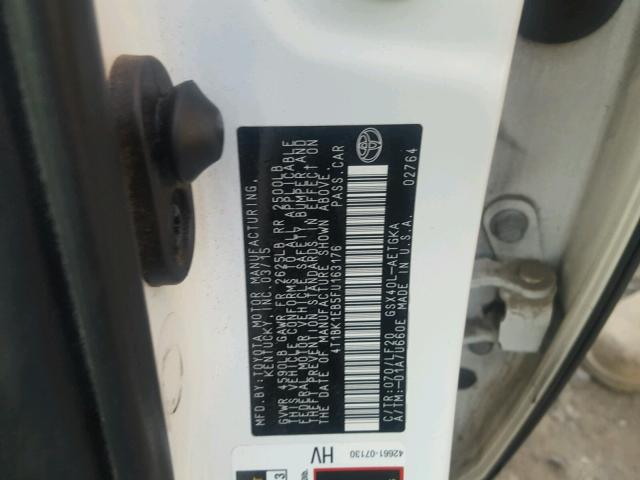 MFD.BY:TOYOTA MOTOR MANUFACTURING,
KENTUCKY, INC. 03/15
GVWR 4590LB GAWR FR 2625LB RR 2500LB
THIS VEHICLE CONFORMS TO ALL APPLICABLE
FEDERAL MOTOR VEHICLE SAFETY, BUMPER, AND
THEFT PREVENTION STANDARDS IN EFFECT ON
THE DATE OF MANUFACTURE SHOWN ABOVE.
4T1BK1EB5FU163176 PASS.CAR
C/TR:070/LF20 GSX40L-AETGKA
A/TM:-01A/U660E MADE IN U.S.A. 02764
42661-07130
HV